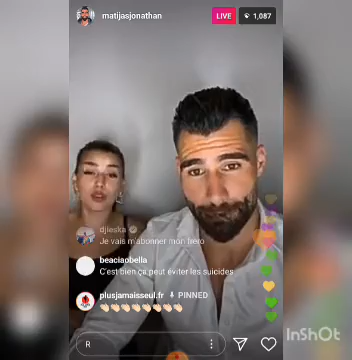 matijasjonathan
LIVE
1,087
djieska
Je vais m'abonner mon frero
beaciaobella
C'est bien ça peut éviter les suicides
plusjamaisseul.fr PINNED
👏🏻👏🏻👏🏻👏🏻👏🏻👏🏻👏🏻
R
InShOt